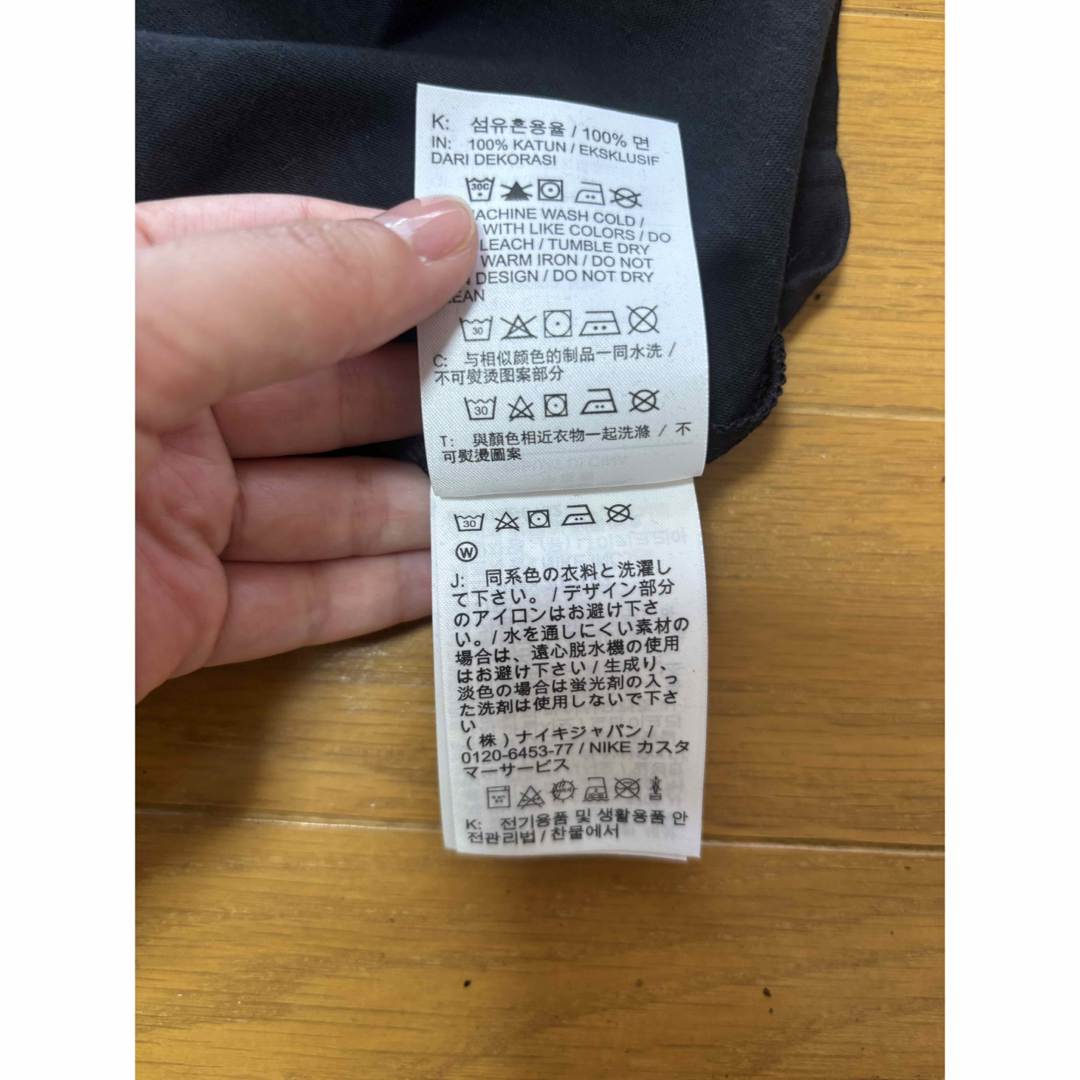 K: 섬유혼용율 / 100% 면
IN: 100% KATUN / EKSKLUSIF
DARI DEKORASI
30C
MACHINE WASH COLD /
WITH LIKE COLORS / DO
LEACH / TUMBLE DRY
WARM IRON / DO NOT
DESIGN / DO NOT DRY
LEAN
30
C: 与相似颜色的制品一同水洗 /
不可熨烫图案部分
30
T: 與顏色相近衣物一起洗滌 / 不
可熨燙圖案
30
W
J: 同系色の衣料と洗濯し
て下さい。/ デザイン部分
のアイロンはお避け下さ
い。/ 水を通しにくい素材の
場合は、遠心脱水機の使用
はお避け下さい / 生成り、
淡色の場合は蛍光剤の入っ
た洗剤は使用しないで下さ
い
(株) ナイキジャパン /
0120-6453-77 / NIKE カスタ
マーサービス
K: 전기용품 및 생활용품 안
전관리법 / 찬물에서